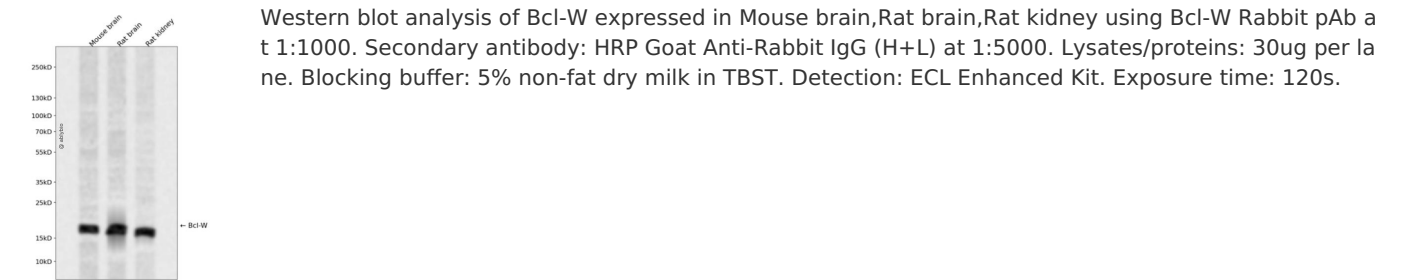 Mouse brain
Rat brain
Rat kidney
250kD
130kD
100kD
70kD
55kD
35kD
25kD
15kD
10kD
@ ablybio
← Bcl-W
Western blot analysis of Bcl-W expressed in Mouse brain,Rat brain,Rat kidney using Bcl-W Rabbit pAb a
t 1:1000. Secondary antibody: HRP Goat Anti-Rabbit IgG (H+L) at 1:5000. Lysates/proteins: 30ug per la
ne. Blocking buffer: 5% non-fat dry milk in TBST. Detection: ECL Enhanced Kit. Exposure time: 120s.